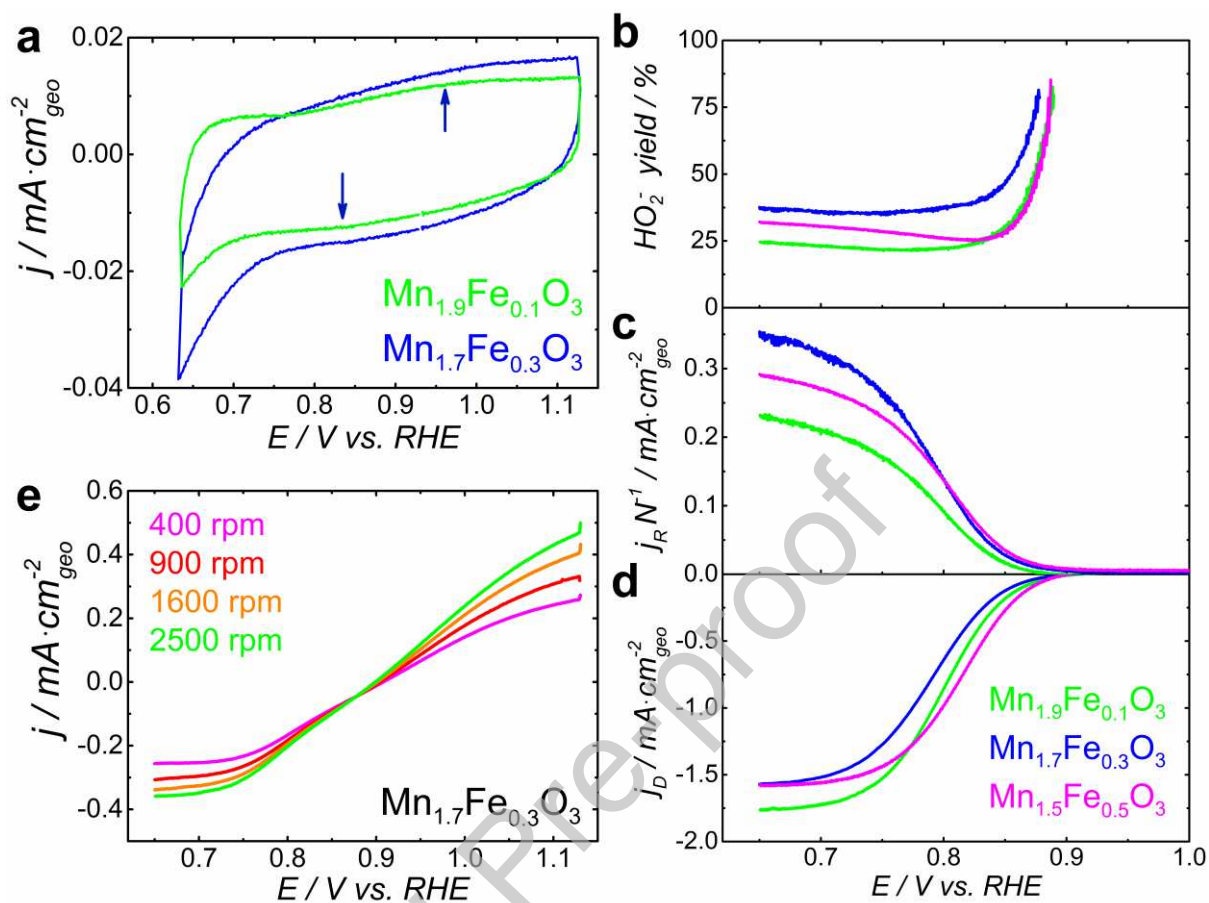 a
0.02
0.00
-0.02
-0.04
j / mA·cm⁻²geo
Mn1.9Fe0.1O3
Mn1.7Fe0.3O3
0.6 0.7 0.8 0.9 1.0 1.1
E / V vs. RHE
b
100
75
50
25
0
HO2⁻ yield / %
c
0.3
0.2
0.1
0.0
jR N⁻¹ / mA·cm⁻²geo
d
-0.5
-1.0
-1.5
-2.0
jD / mA·cm⁻²geo
Mn1.9Fe0.1O3
Mn1.7Fe0.3O3
Mn1.5Fe0.5O3
0.7 0.8 0.9 1.0
E / V vs. RHE
e
0.6
0.4
0.2
0.0
-0.2
-0.4
j / mA·cm⁻²geo
400 rpm
900 rpm
1600 rpm
2500 rpm
Mn1.7Fe0.3O3
0.7 0.8 0.9 1.0 1.1
E / V vs. RHE
Pre-proof